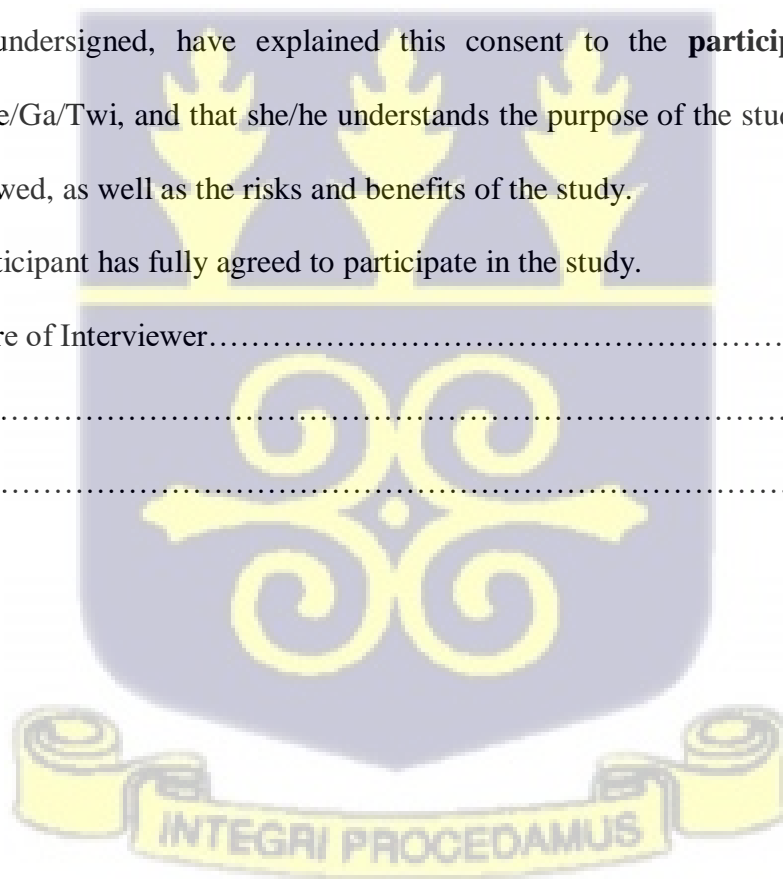 undersigned, have explained this consent to the particip
e/Ga/Twi, and that she/he understands the purpose of the stud
wed, as well as the risks and benefits of the study.
ticipant has fully agreed to participate in the study.
re of Interviewer……………………………………………………
……………………………………………………………………………
……………………………………………………………………………
INTEGRI PROCEDAMUS